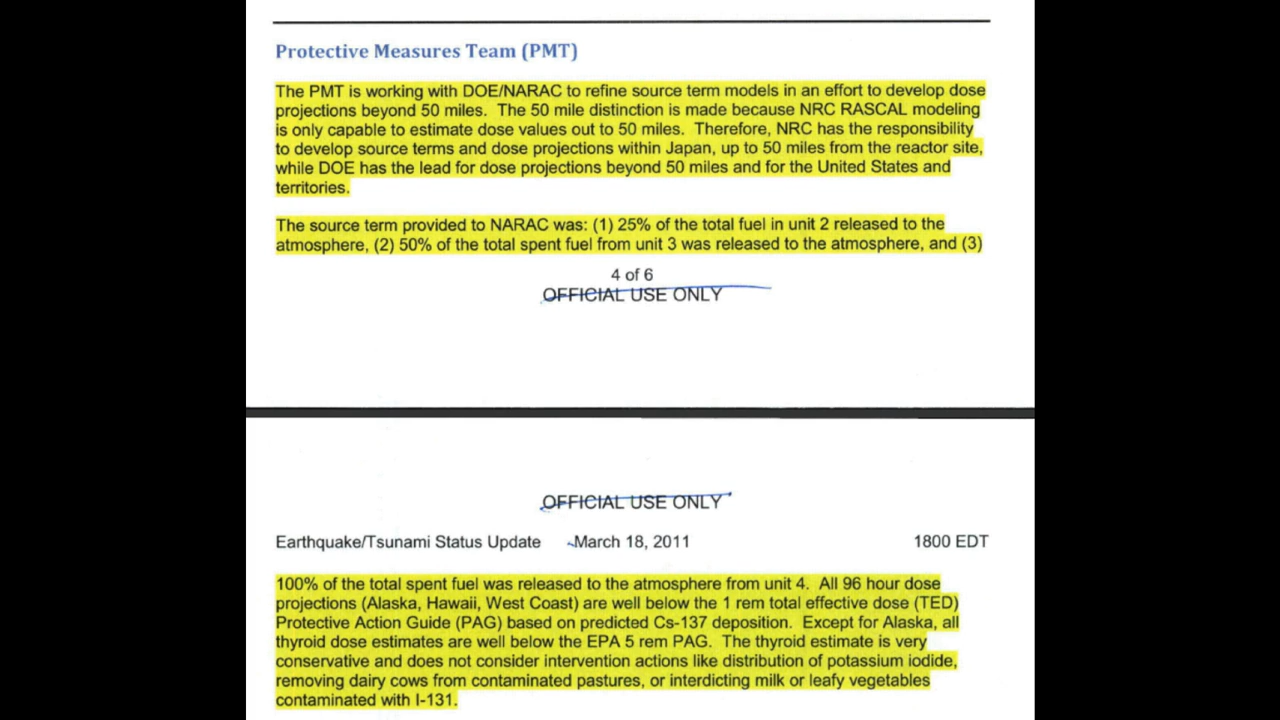 Protective Measures Team (PMT)
The PMT is working with DOE/NARAC to refine source term models in an effort to develop dose
projections beyond 50 miles. The 50 mile distinction is made because NRC RASCAL modeling
is only capable to estimate dose values out to 50 miles. Therefore, NRC has the responsibility
to develop source terms and dose projections within Japan, up to 50 miles from the reactor site,
while DOE has the lead for dose projections beyond 50 miles and for the United States and
territories.
The source term provided to NARAC was: (1) 25% of the total fuel in unit 2 released to the
atmosphere, (2) 50% of the total spent fuel from unit 3 was released to the atmosphere, and (3)
4 of 6
OFFICIAL USE ONLY
OFFICIAL USE ONLY
Earthquake/Tsunami Status Update March 18, 2011 1800 EDT
100% of the total spent fuel was released to the atmosphere from unit 4. All 96 hour dose
projections (Alaska, Hawaii, West Coast) are well below the 1 rem total effective dose (TED)
Protective Action Guide (PAG) based on predicted Cs-137 deposition. Except for Alaska, all
thyroid dose estimates are well below the EPA 5 rem PAG. The thyroid estimate is very
conservative and does not consider intervention actions like distribution of potassium iodide,
removing dairy cows from contaminated pastures, or interdicting milk or leafy vegetables
contaminated with I-131.